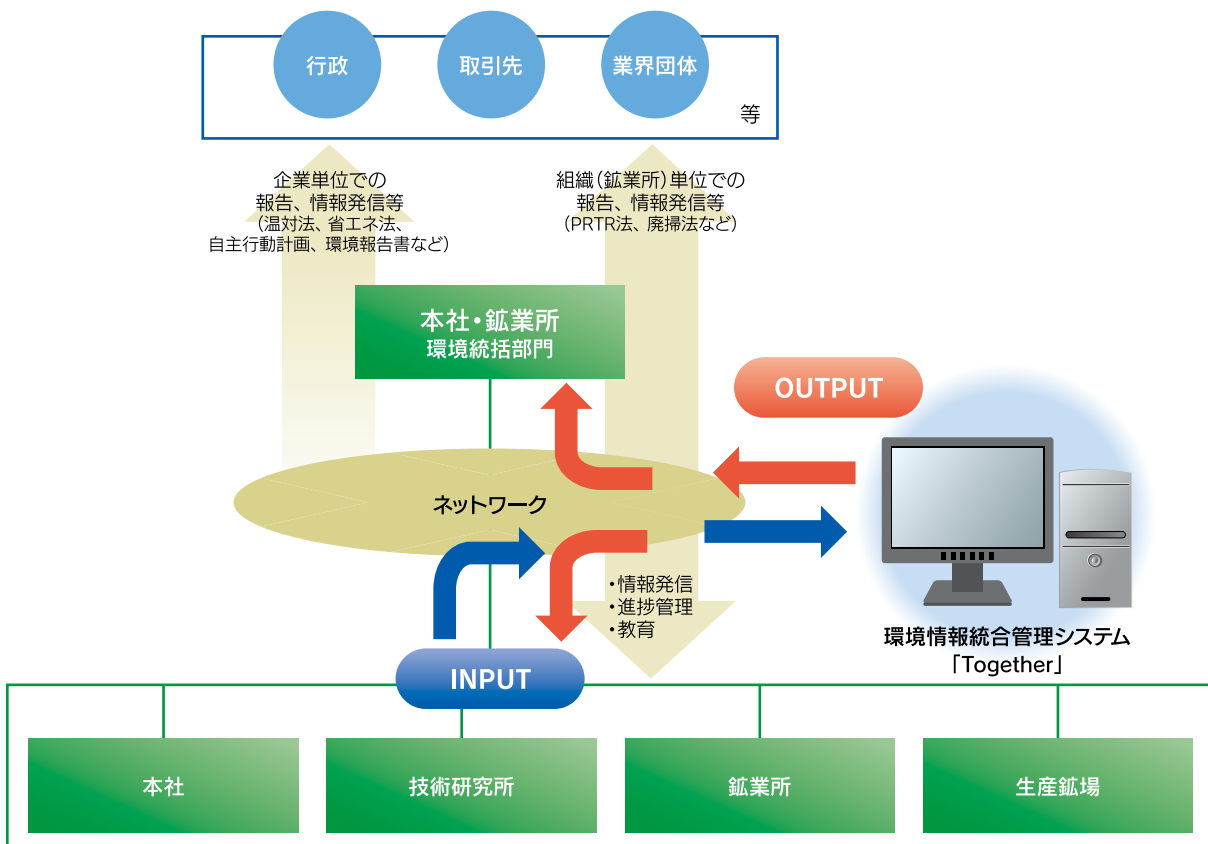 行政
取引先
業界団体
等
企業単位での
報告、情報発信等
（温対法、省エネ法、
自主行動計画、環境報告書など）
組織（鉱業所）単位での
報告、情報発信等
（PRTR法、廃掃法など）
本社・鉱業所
環境統括部門
OUTPUT
ネットワーク
・情報発信
・進捗管理
・教育
環境情報統合管理システム
「Together」
INPUT
本社
技術研究所
鉱業所
生産鉱場